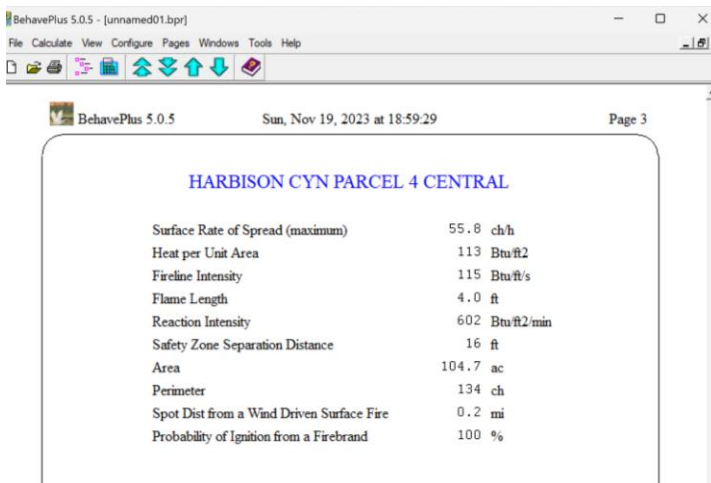 BehavePlus 5.0.5 - [unnamed01.bpr]
File Calculate View Configure Pages Windows Tools Help
BehavePlus 5.0.5 Sun, Nov 19, 2023 at 18:59:29 Page 3
HARBISON CYN PARCEL 4 CENTRAL
Surface Rate of Spread (maximum) 55.8 ch/h
Heat per Unit Area 113 Btu/ft2
Fireline Intensity 115 Btu/ft/s
Flame Length 4.0 ft
Reaction Intensity 602 Btu/ft2/min
Safety Zone Separation Distance 16 ft
Area 104.7 ac
Perimeter 134 ch
Spot Dist from a Wind Driven Surface Fire 0.2 mi
Probability of Ignition from a Firebrand 100 %